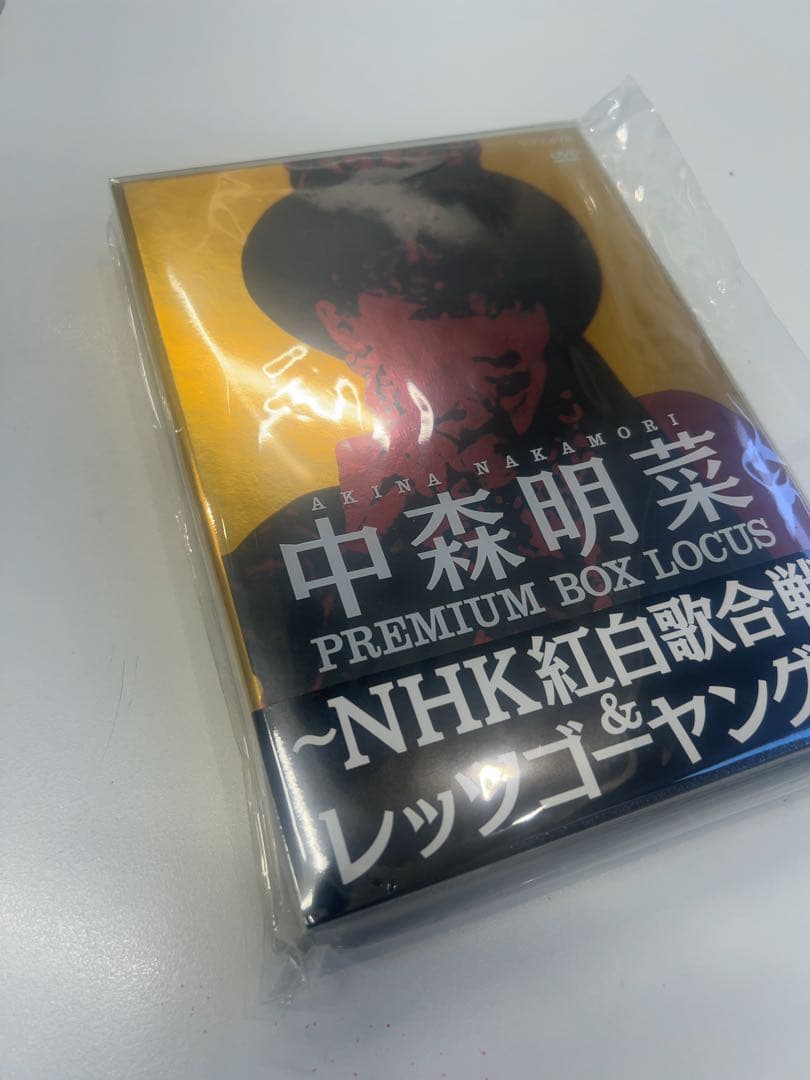 DVD
AKINA NAKAMORI
中森明菜
PREMIUM BOX LOCUS
~NHK紅白歌合戦
&
レッツゴーヤング